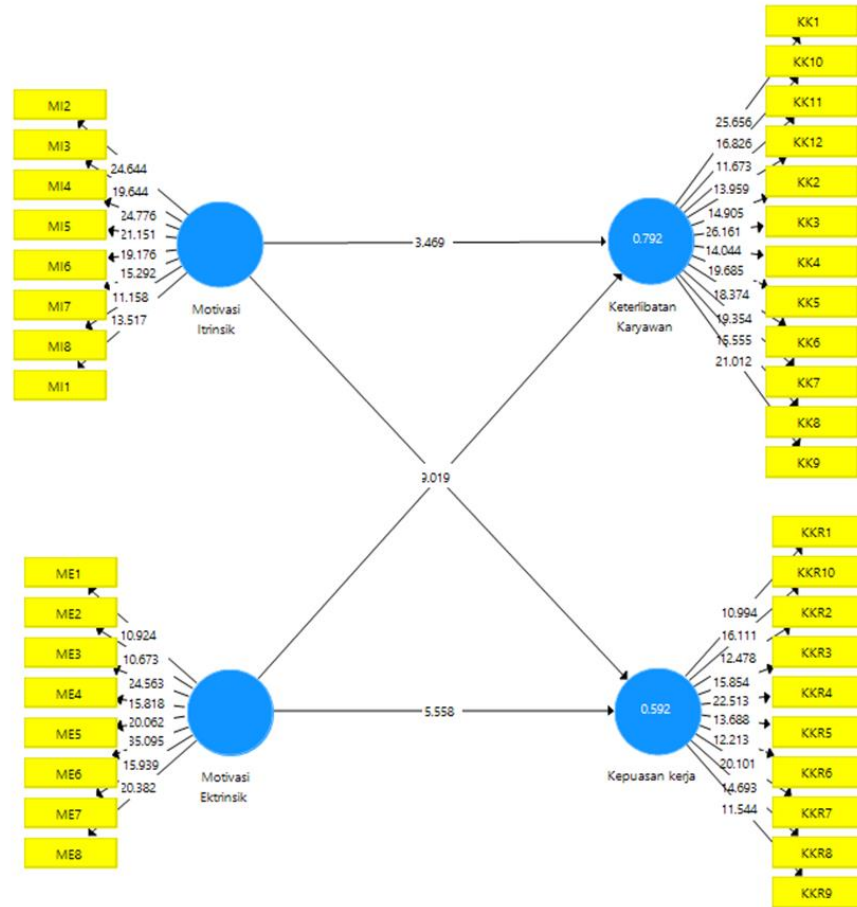 MI2
MI3
MI4
MI5
MI6
MI7
MI8
MI1
24.644
19.644
24.776
21.151
19.176
15.292
11.158
13.517
Motivasi
Itrinsik
3.469
0.792
Keterlibatan
Karyawan
25.656
16.826
11.673
13.959
14.905
26.161
14.044
19.685
18.374
19.354
15.555
21.012
KK1
KK10
KK11
KK12
KK2
KK3
KK4
KK5
KK6
KK7
KK8
KK9
9.019
ME1
ME2
ME3
ME4
ME5
ME6
ME7
ME8
10.924
10.673
24.563
15.818
20.062
35.095
15.939
20.382
Motivasi
Ektrinsik
5.558
0.592
Kepuasan kerja
10.994
16.111
12.478
15.854
22.513
13.688
12.213
20.101
14.693
11.544
KKR1
KKR10
KKR2
KKR3
KKR4
KKR5
KKR6
KKR7
KKR8
KKR9